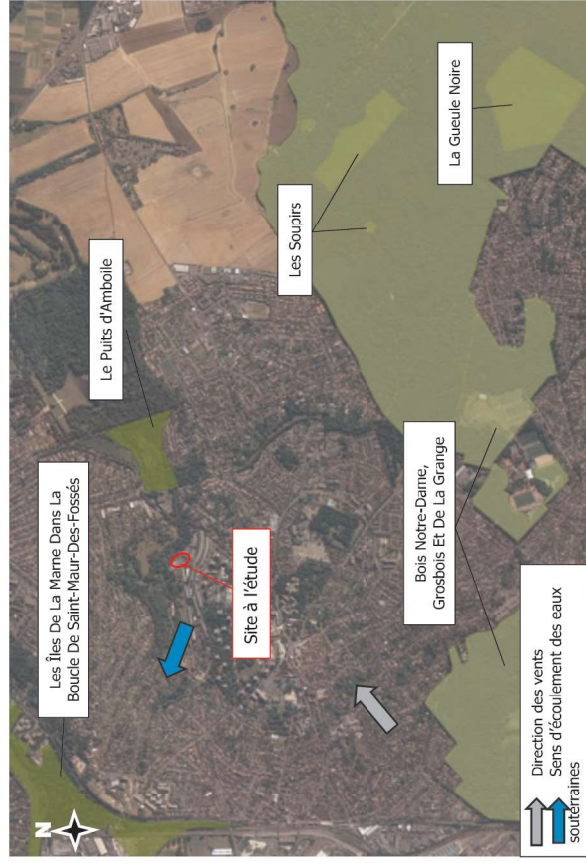 Les Îles De La Marne Dans La
Boucle De Saint-Maur-Des-Fossés
Le Puits d'Amboile
Les Soupirs
La Gueule Noire
Site à l'étude
Bois Notre-Dame,
Grosbois Et De La Grange
N
Direction des vents
Sens d'écoulement des eaux
souterraines